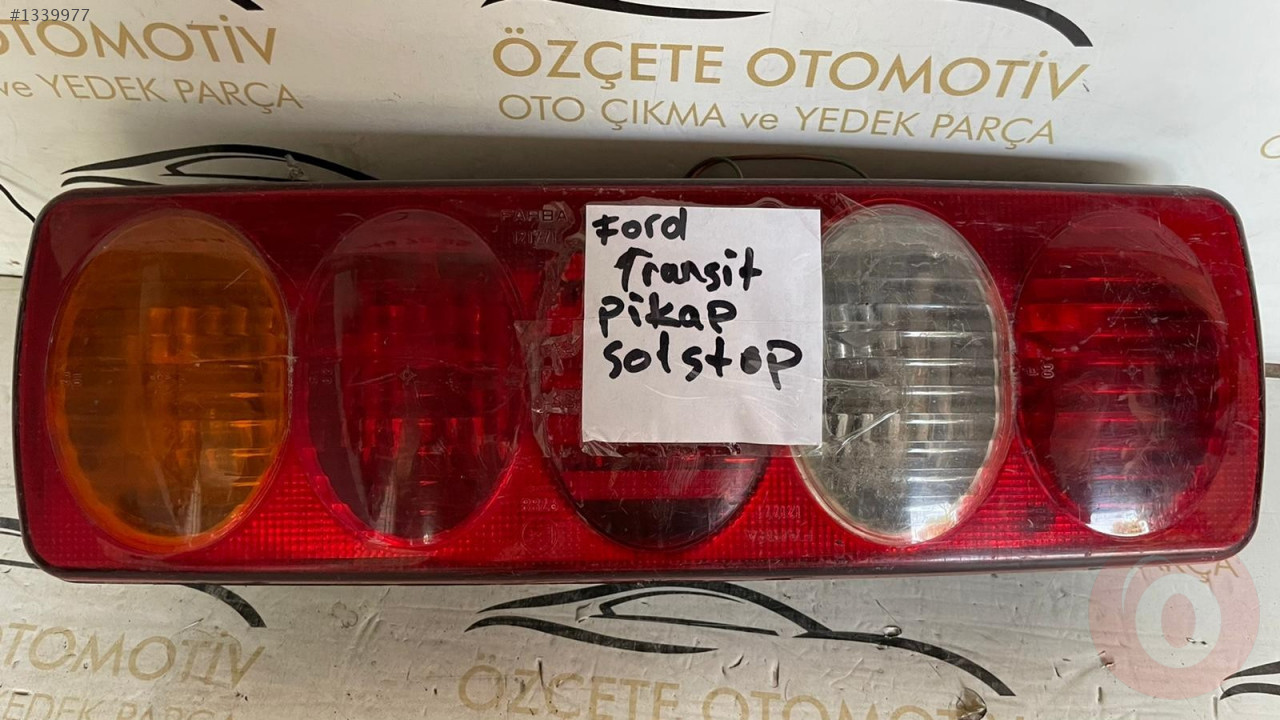 #1339977
OTOMOTİV
ve YEDEK PARÇA
ÖZÇETE OTOMOTİV
OTO ÇIKMA ve YEDEK PARÇA
Ford
Transit
pikap
sol stop
OTOMOTİV
YEDEK PARÇA
ÖZÇETE OTOMOTİV
PARÇA